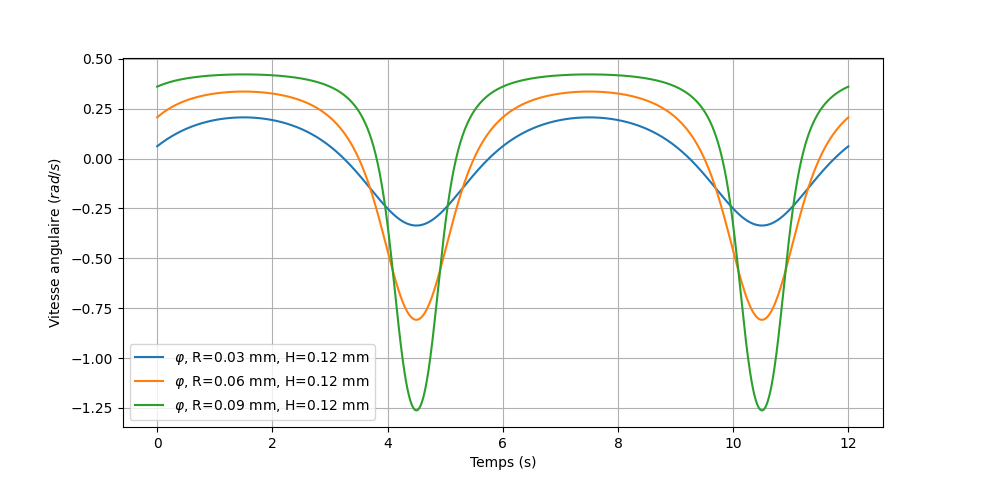 0.50
0.25
0.00
−0.25
−0.50
−0.75
−1.00
−1.25
Vitesse angulaire (rad/s)
φ, R=0.03 mm, H=0.12 mm
φ, R=0.06 mm, H=0.12 mm
φ, R=0.09 mm, H=0.12 mm
0 2 4 6 8 10 12
Temps (s)